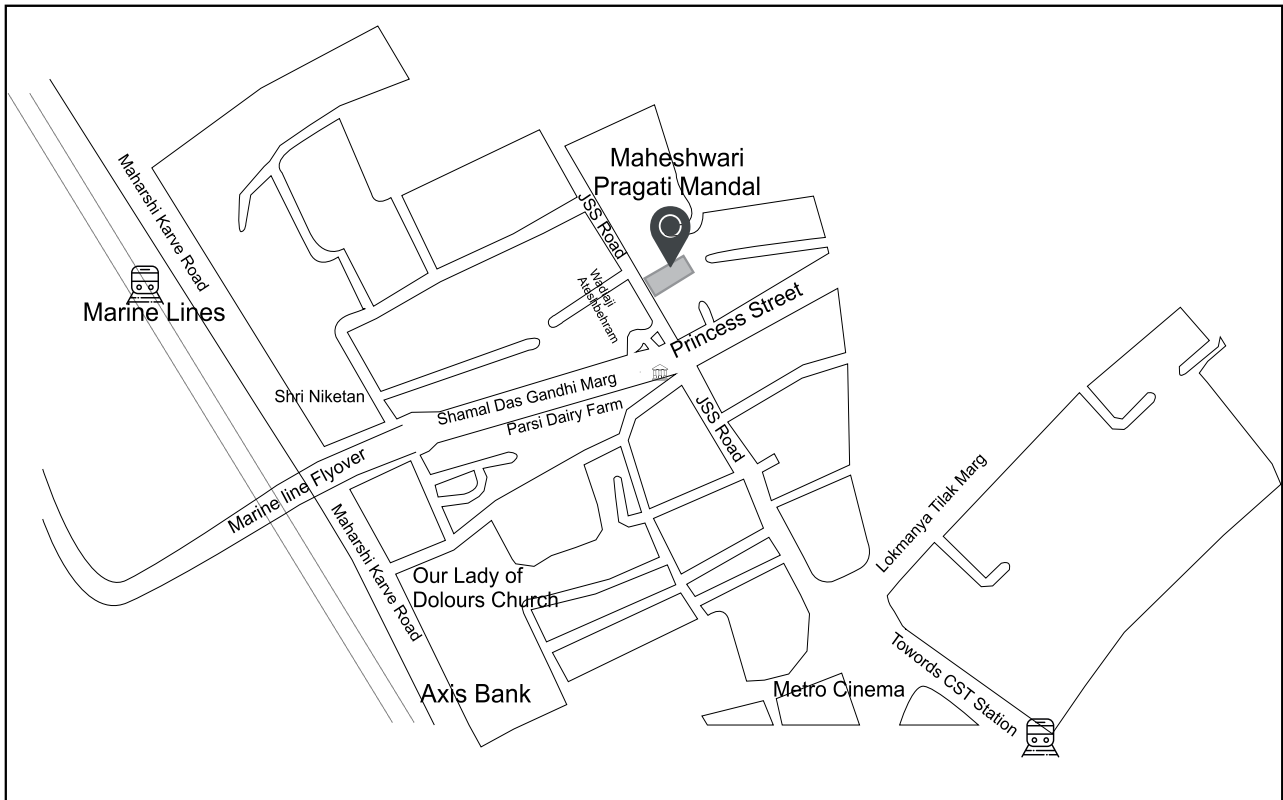 Maheshwari
Pragati Mandal
Maharshi Karve Road
JSS Road
Marine Lines
Wadiaji
Ateshbehram
Princess Street
Shri Niketan
Shamal Das Gandhi Marg
Parsi Dairy Farm
JSS Road
Marine line Flyover
Lokmanya Tilak Marg
Maharshi Karve Road
Our Lady of
Dolours Church
Towords CST Station
Axis Bank
Metro Cinema